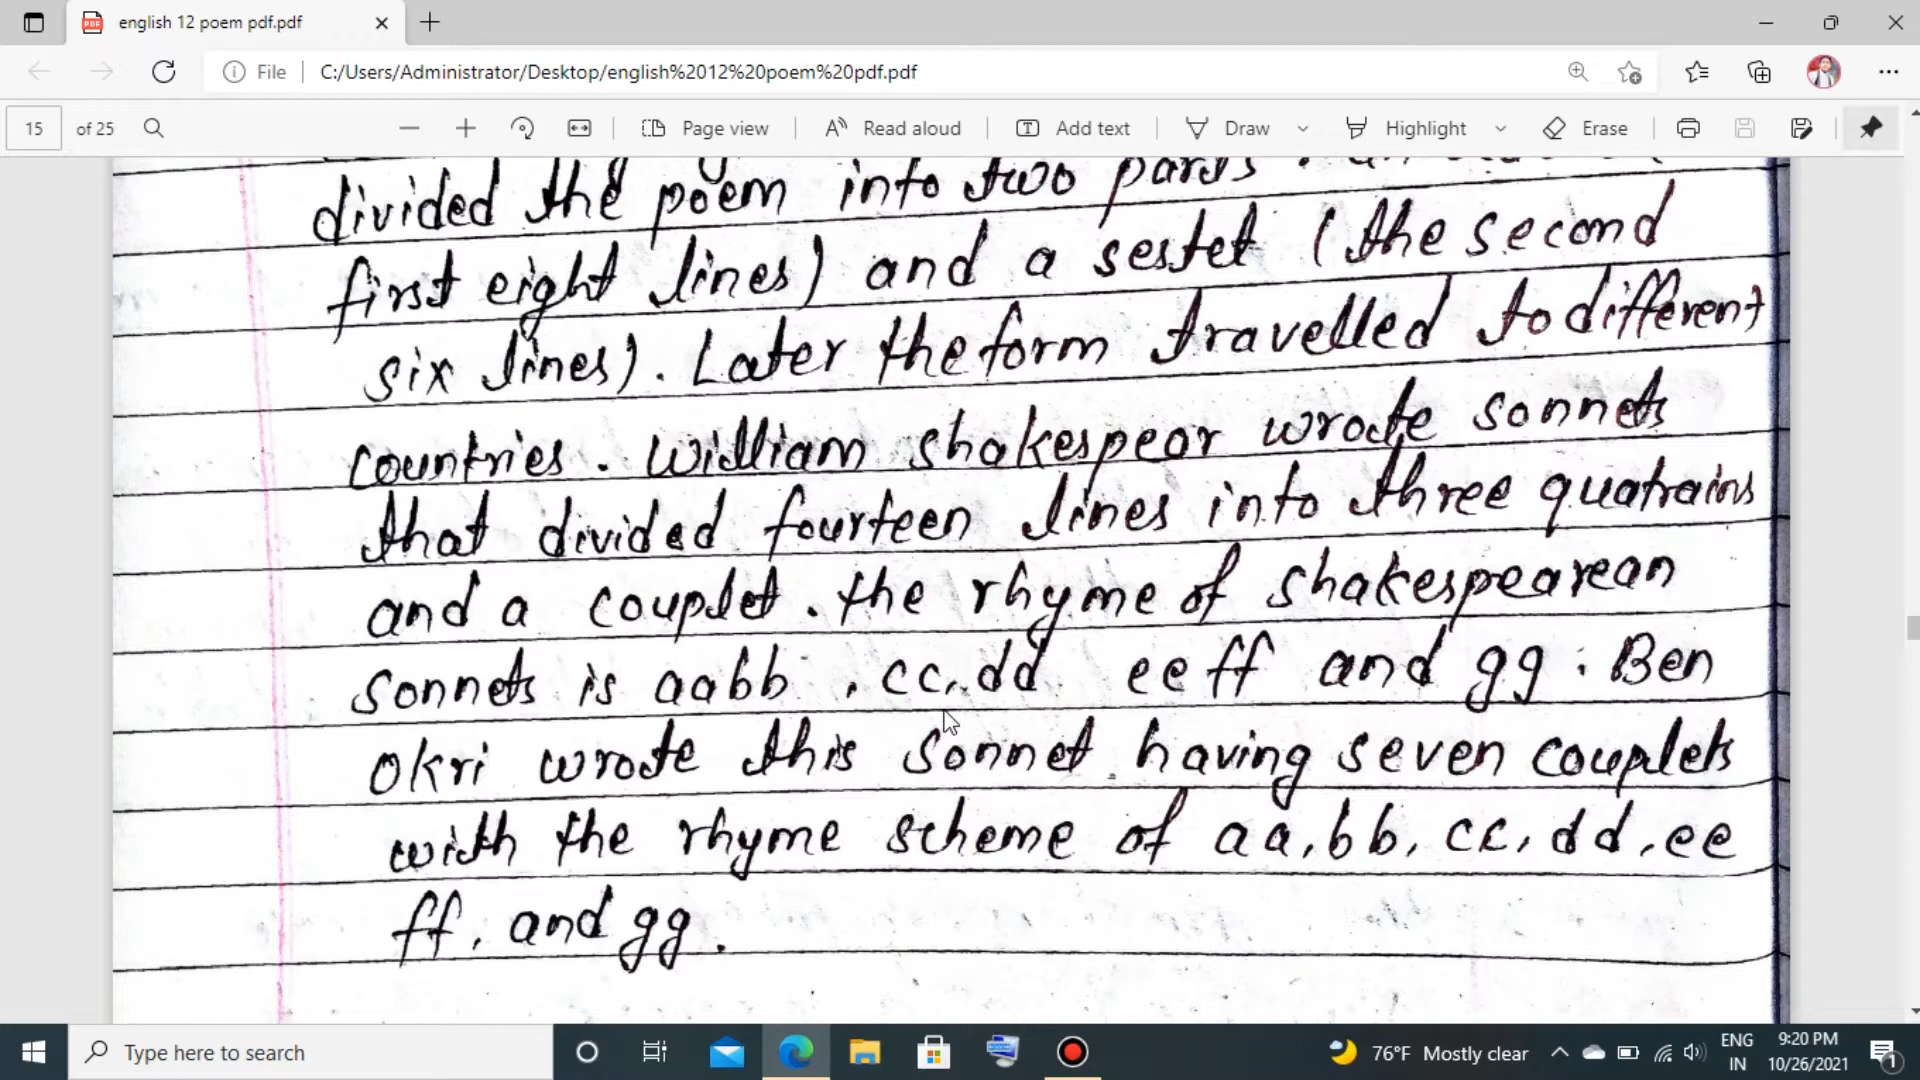 english 12 poem pdf.pdf
File C:/Users/Administrator/Desktop/english%2012%20poem%20pdf.pdf
15 of 25 Page view Read aloud Add text Draw Highlight Erase
divided the poem into two parts
first eight lines) and a sestet (the second
six lines). Later the form travelled to different
countries. William shakespear wrote sonnets
that divided fourteen lines into three quatrains
and a couplet. the rhyme of Shakespearean
sonnets is aabb, cc, dd eeff and gg. Ben
Okri wrote this sonnet having seven couplets
with the rhyme scheme of aa, bb, cc, dd, ee
ff, and gg.
Type here to search 76°F Mostly clear ENG 9:20 PM
IN 10/26/2021 1